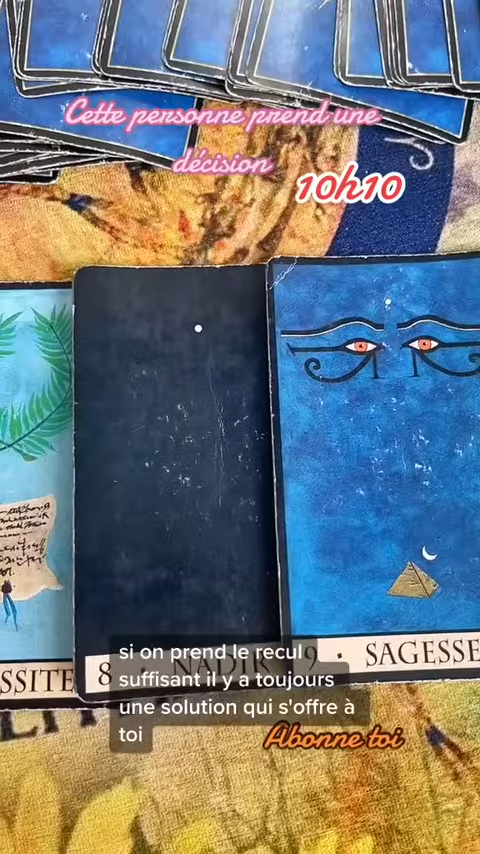 Cette personne prend une
décision
10h10
SSITE
8 · NADIR
9 · SAGESSE
si on prend le recul
suffisant il y a toujours
une solution qui s'offre à
toi
Abonne toi